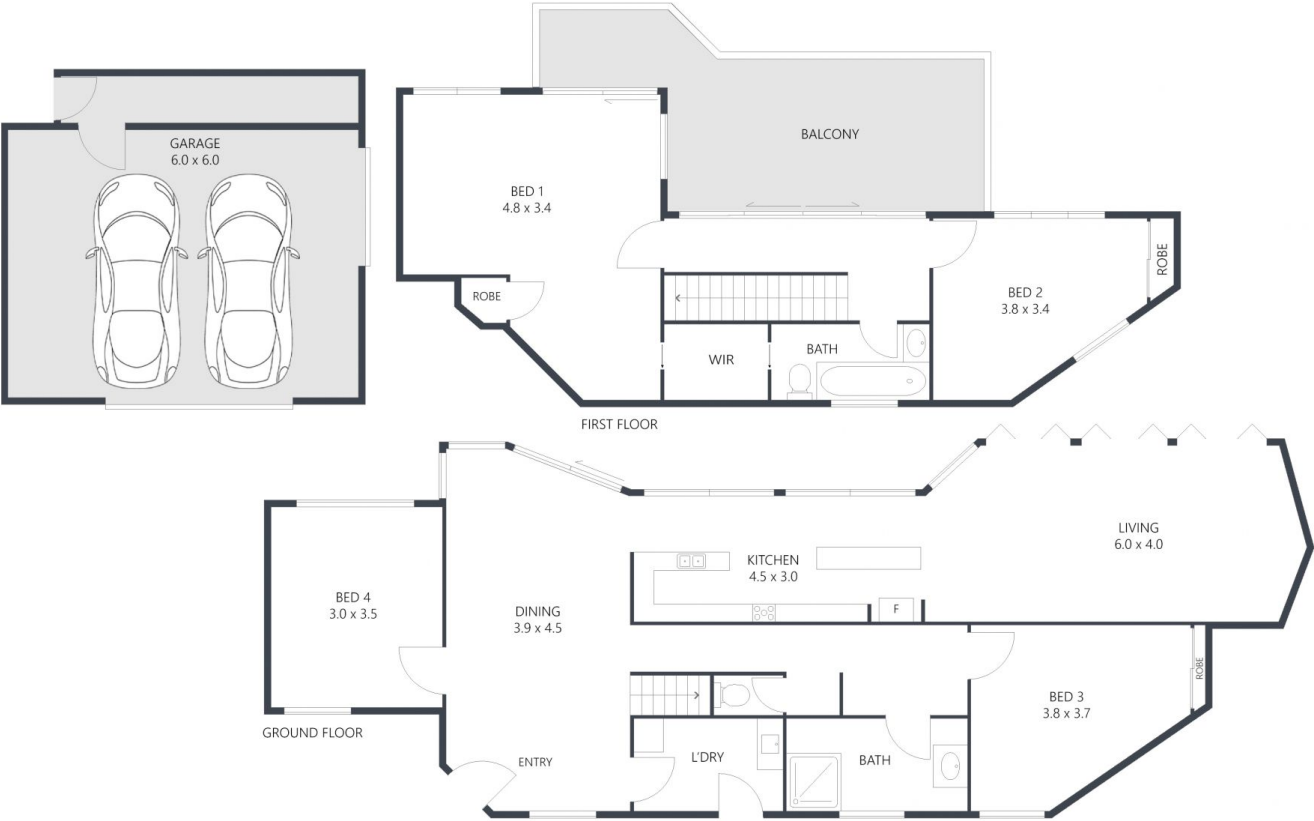 GARAGE
6.0 x 6.0
BALCONY
BED 1
4.8 x 3.4
ROBE
BED 2
3.8 x 3.4
ROBE
WIR
BATH
FIRST FLOOR
LIVING
6.0 x 4.0
KITCHEN
4.5 x 3.0
F
BED 4
3.0 x 3.5
DINING
3.9 x 4.5
ROBE
BED 3
3.8 x 3.7
GROUND FLOOR
ENTRY
L'DRY
BATH